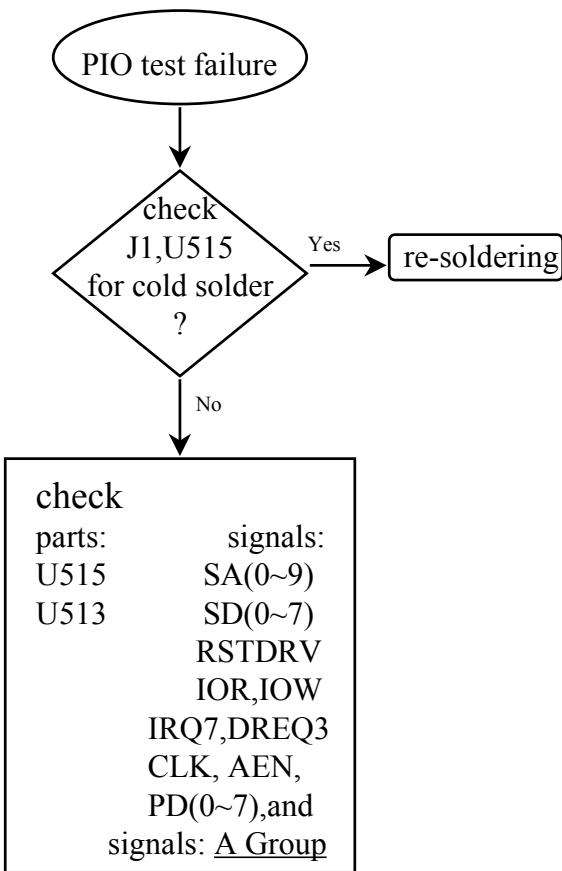 PIO test failure
check
J1,U515
for cold solder
?
Yes
re-soldering
No
check
parts: signals:
U515 SA(0~9)
U513 SD(0~7)
RSTDRV
IOR,IOW
IRQ7,DREQ3
CLK, AEN,
PD(0~7),and
signals: A Group